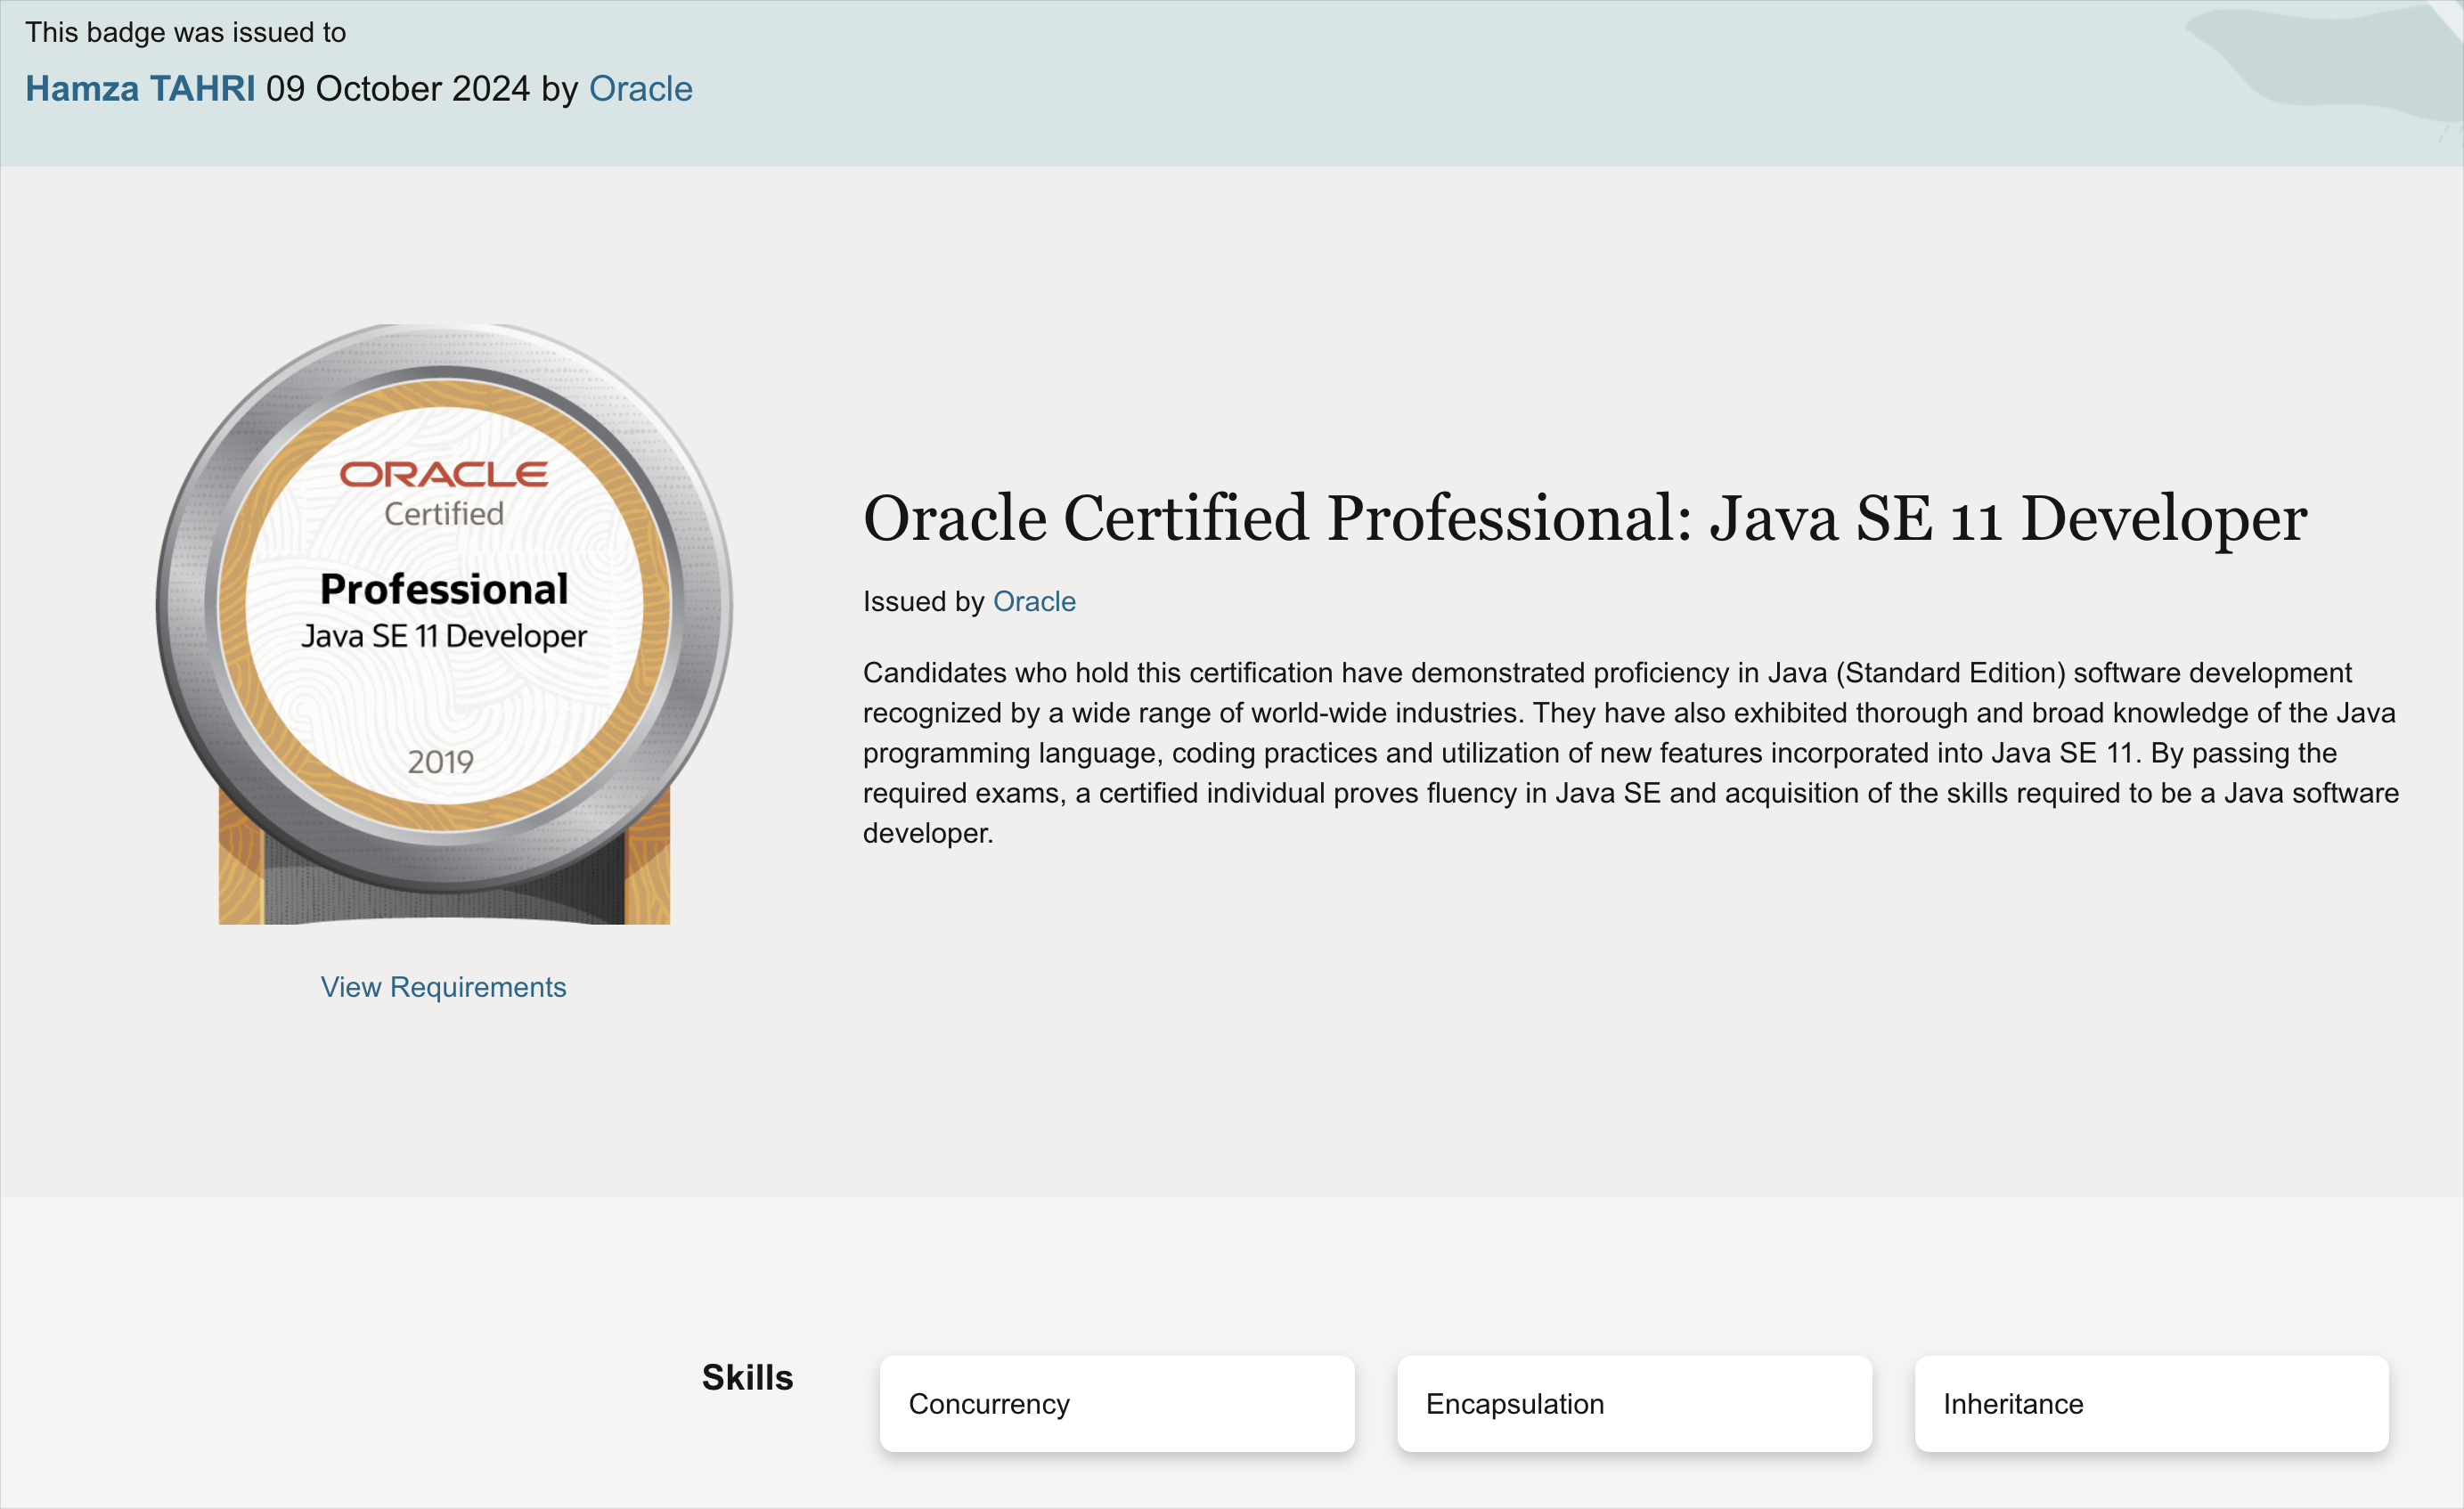 This badge was issued to
Hamza TAHRI 09 October 2024 by Oracle
ORACLE
Certified
Professional
Java SE 11 Developer
2019
View Requirements
Oracle Certified Professional: Java SE 11 Developer
Issued by Oracle
Candidates who hold this certification have demonstrated proficiency in Java (Standard Edition) software development
recognized by a wide range of world-wide industries. They have also exhibited thorough and broad knowledge of the Java
programming language, coding practices and utilization of new features incorporated into Java SE 11. By passing the
required exams, a certified individual proves fluency in Java SE and acquisition of the skills required to be a Java software
developer.
Skills
Concurrency
Encapsulation
Inheritance